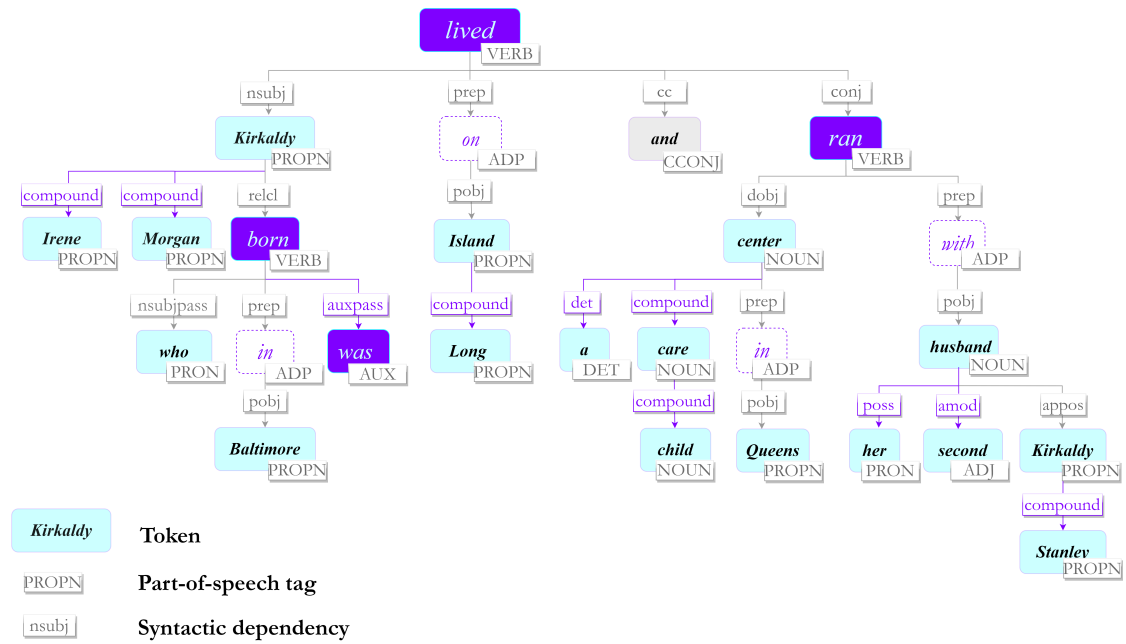 lived
VERB
nsubj prep cc conj
Kirkaldy on and ran
PROPN ADP CCONJ VERB
compound compound relcl pobj dobj prep
Irene Morgan born Island center with
PROPN PROPN VERB PROPN NOUN ADP
nsubjpass prep auxpass compound det compound prep pobj
who in was Long a care in husband
PRON ADP AUX PROPN DET NOUN ADP NOUN
pobj compound pobj poss amod appos
Baltimore child Queens her second Kirkaldy
PROPN NOUN PROPN PRON ADJ PROPN
compound
Kirkaldy Token Stanley
PROPN
PROPN Part-of-speech tag
nsubj Syntactic dependency